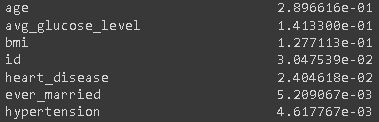 age 2.896616e-01
avg_glucose_level 1.413300e-01
bmi 1.277113e-01
id 3.047539e-02
heart_disease 2.404618e-02
ever_married 5.209067e-03
hypertension 4.617767e-03